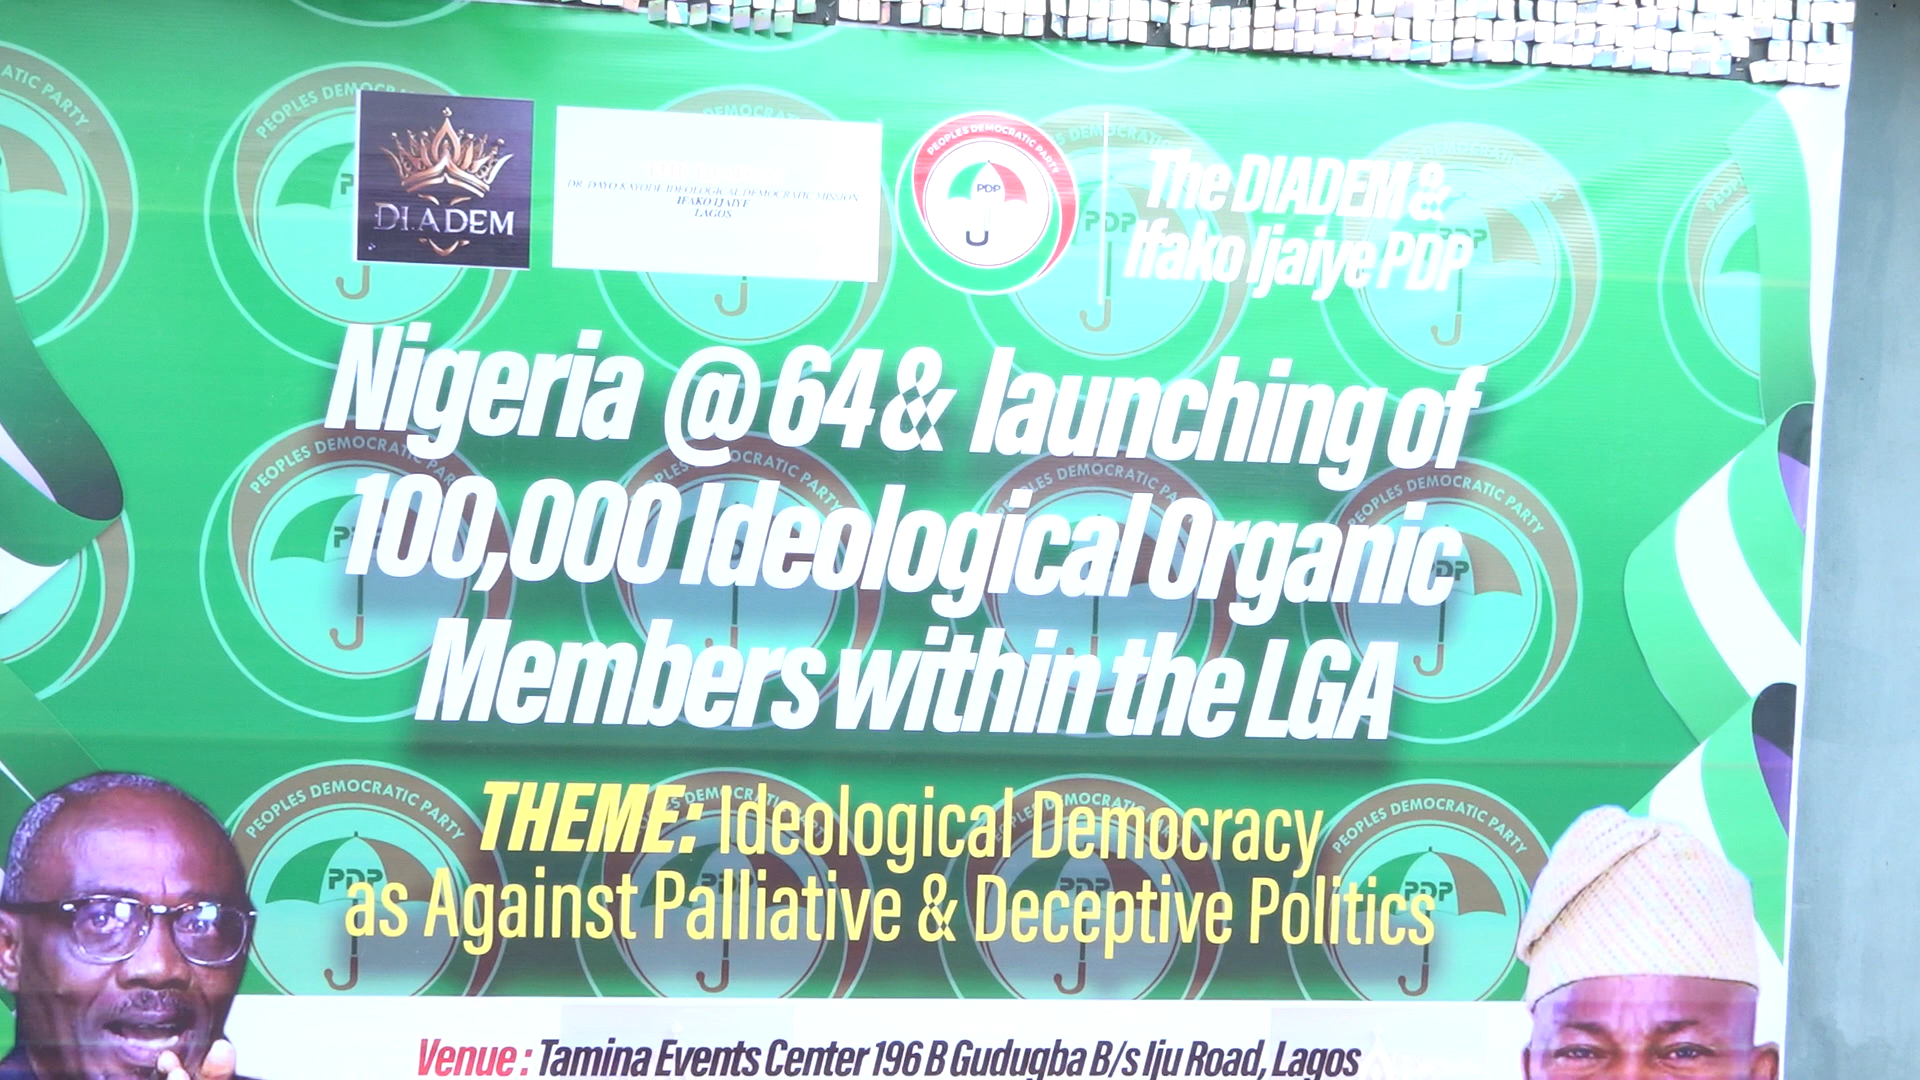 DIADEM
DR. DAYO KAYODE IDEOLOGICAL DEMOCRATIC MISSION
IFAKO IJAIYE
LAGOS
PEOPLES DEMOCRATIC PARTY
PDP
The DIADEM &
Ifako Ijaiye PDP
Nigeria @ 64 & launching of
100,000 Ideological Organic
Members within the LGA
THEME: Ideological Democracy
as Against Palliative & Deceptive Politics
Venue : Tamina Events Center 196 B Gudugba B/s Iju Road, Lagos